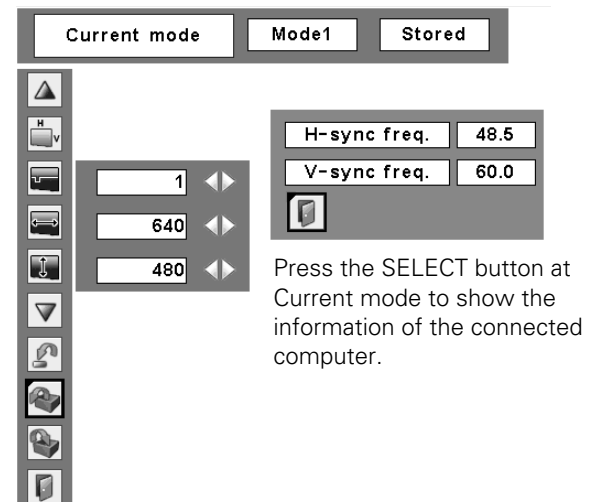 Current mode Mode1 Stored
H V
H-sync freq. 48.5
V-sync freq. 60.0
1
640
480
Press the SELECT button at
Current mode to show the
information of the connected
computer.